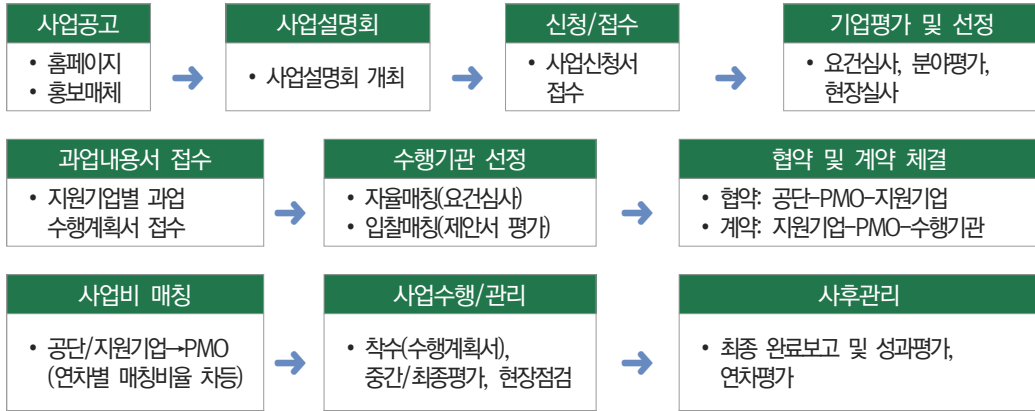 사업공고
• 홈페이지
• 홍보매체
사업설명회
• 사업설명회 개최
신청/접수
• 사업신청서
접수
기업평가 및 선정
• 요건심사, 분야평가,
현장실사
과업내용서 접수
• 지원기업별 과업
수행계획서 접수
수행기관 선정
• 자율매칭(요건심사)
• 입찰매칭(제안서 평가)
협약 및 계약 체결
• 협약: 공단-PMO-지원기업
• 계약: 지원기업-PMO-수행기관
사업비 매칭
• 공단/지원기업→PMO
(연차별 매칭비율 차등)
사업수행/관리
• 착수(수행계획서),
중간/최종평가, 현장점검
사후관리
• 최종 완료보고 및 성과평가,
연차평가